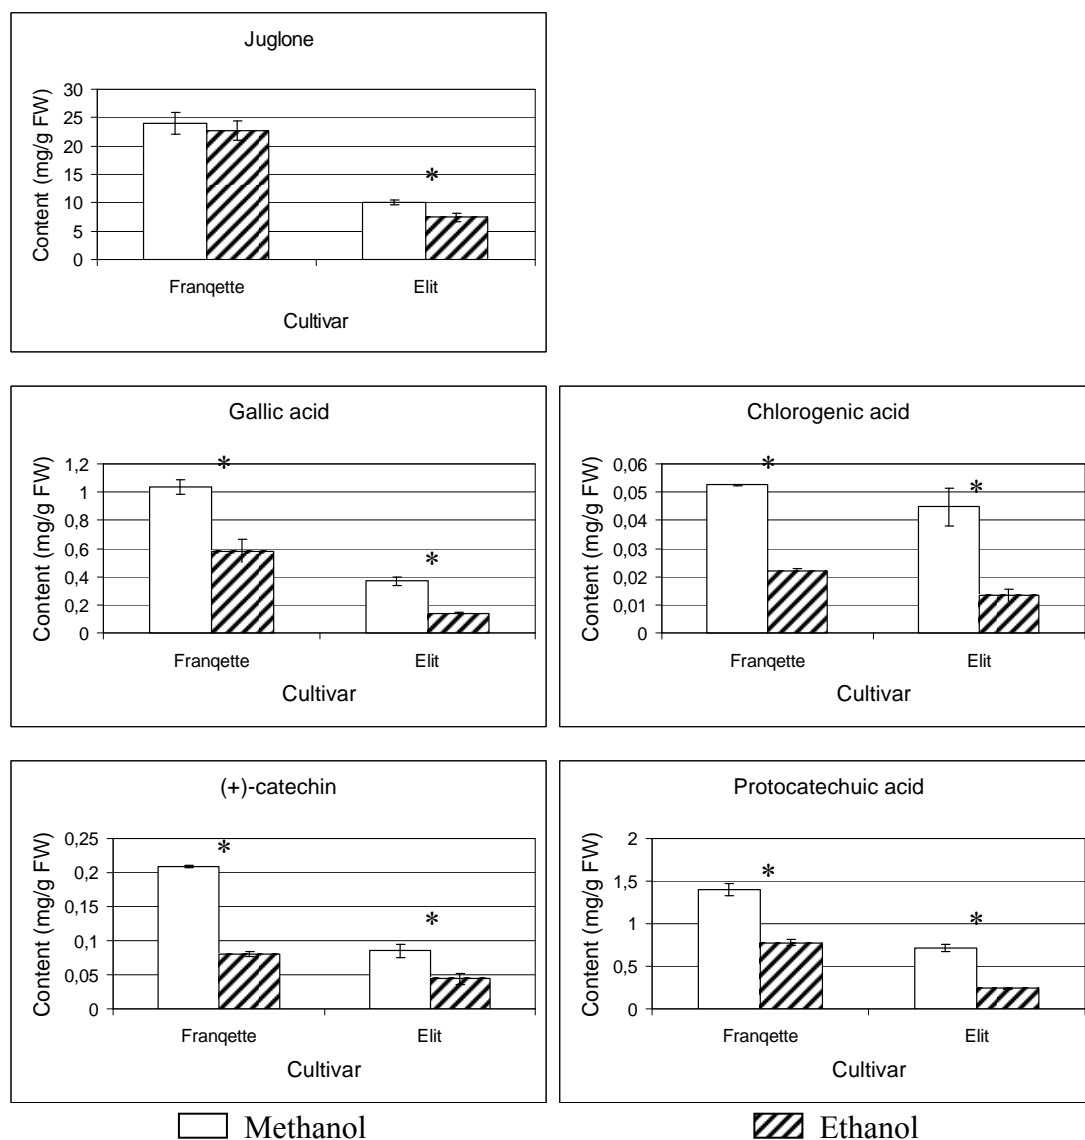 Juglone
Content (mg/g FW)
30
25
20
15
10
5
0
*
Franqette
Elit
Cultivar
Gallic acid
Content (mg/g FW)
1,2
1
0,8
0,6
0,4
0,2
0
*
*
Franqette
Elit
Cultivar
Chlorogenic acid
Content (mg/g FW)
0,06
0,05
0,04
0,03
0,02
0,01
0
*
*
Franqette
Elit
Cultivar
(+)-catechin
Content (mg/g FW)
0,25
0,2
0,15
0,1
0,05
0
*
*
Franqette
Elit
Cultivar
Protocatechuic acid
Content (mg/g FW)
2
1,5
1
0,5
0
*
*
Franqette
Elit
Cultivar
Methanol
Ethanol